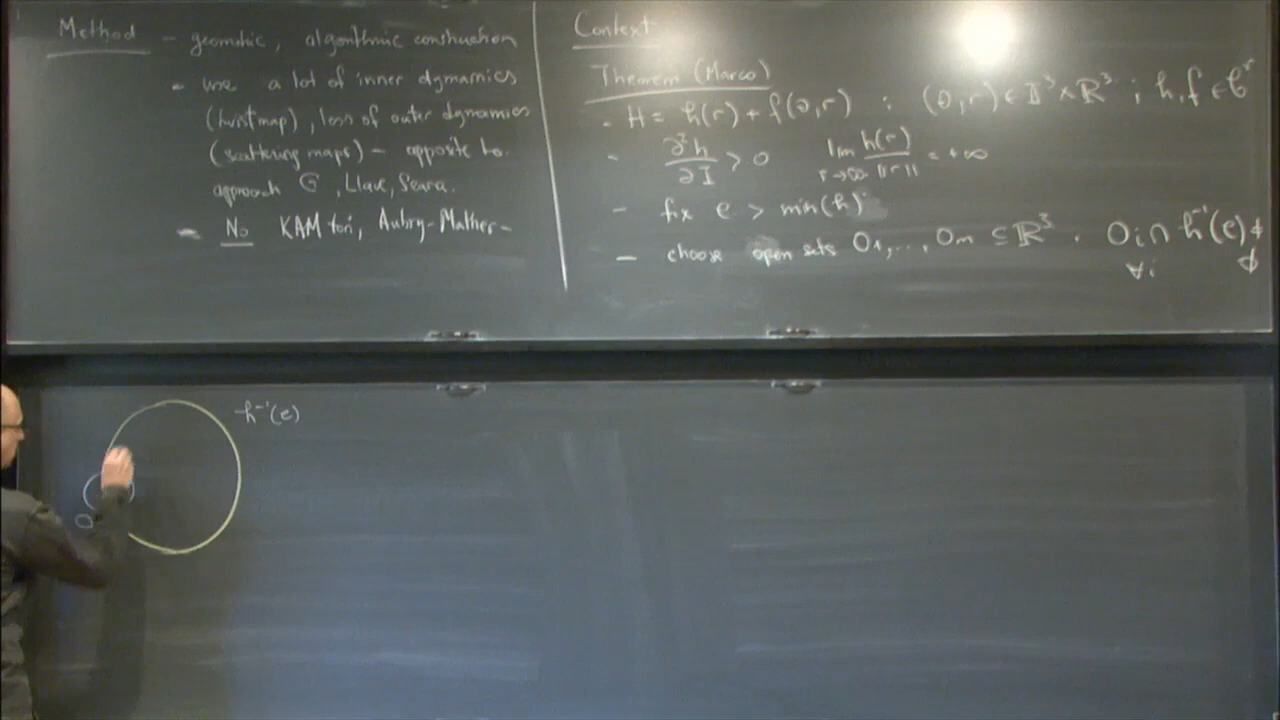 Method - geometric, algorithmic construction
- use a lot of inner dynamics
(twist map), less of outer dynamics
(scattering maps) - opposite to
approach G, Llave, Seara.
- No KAM tori, Aubry-Mather-
Context
Theorem (Marco)
- H = h(r) + f(θ,r) : (θ,r) ∈ 𝕋³ × ℝ³ ; h, f ∈ C^r
- ∂²h/∂I > 0 lim r→∞ h(r)/||r|| = +∞
- fix e > min(h)
- choose open sets O₁,..., Oₘ ⊆ ℝ³. Oᵢ ∩ h⁻¹(e) ≠ ∅
∀i
h⁻¹(e)
O